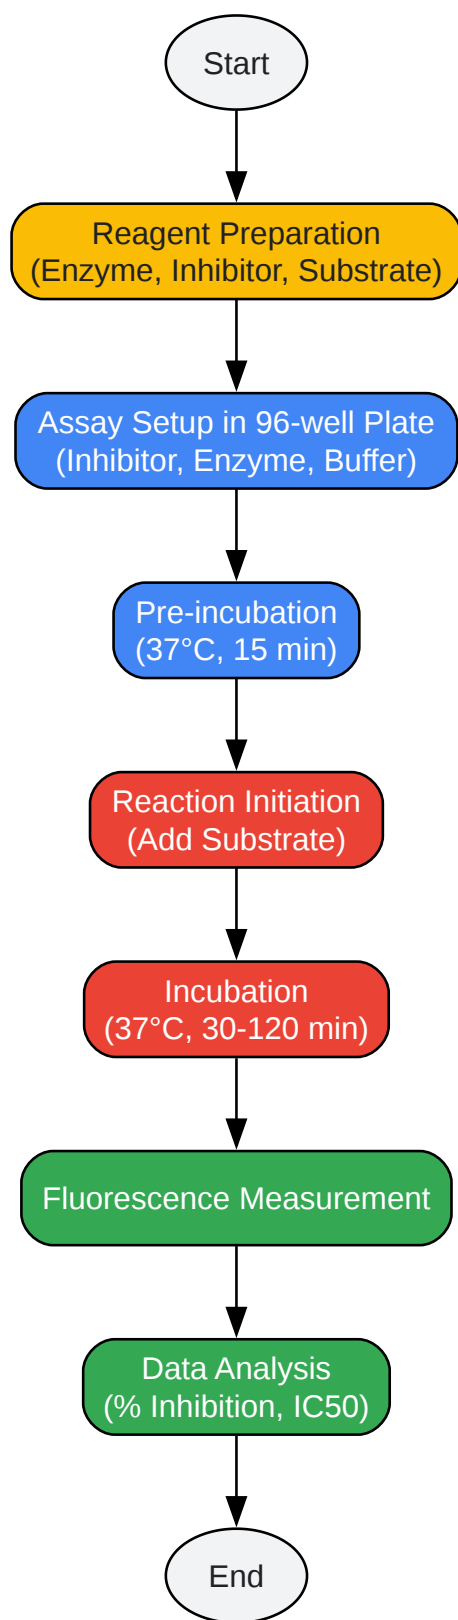 Start
Reagent Preparation
(Enzyme, Inhibitor, Substrate)
Assay Setup in 96-well Plate
(Inhibitor, Enzyme, Buffer)
Pre-incubation
(37°C, 15 min)
Reaction Initiation
(Add Substrate)
Incubation
(37°C, 30-120 min)
Fluorescence Measurement
Data Analysis
(% Inhibition, IC50)
End